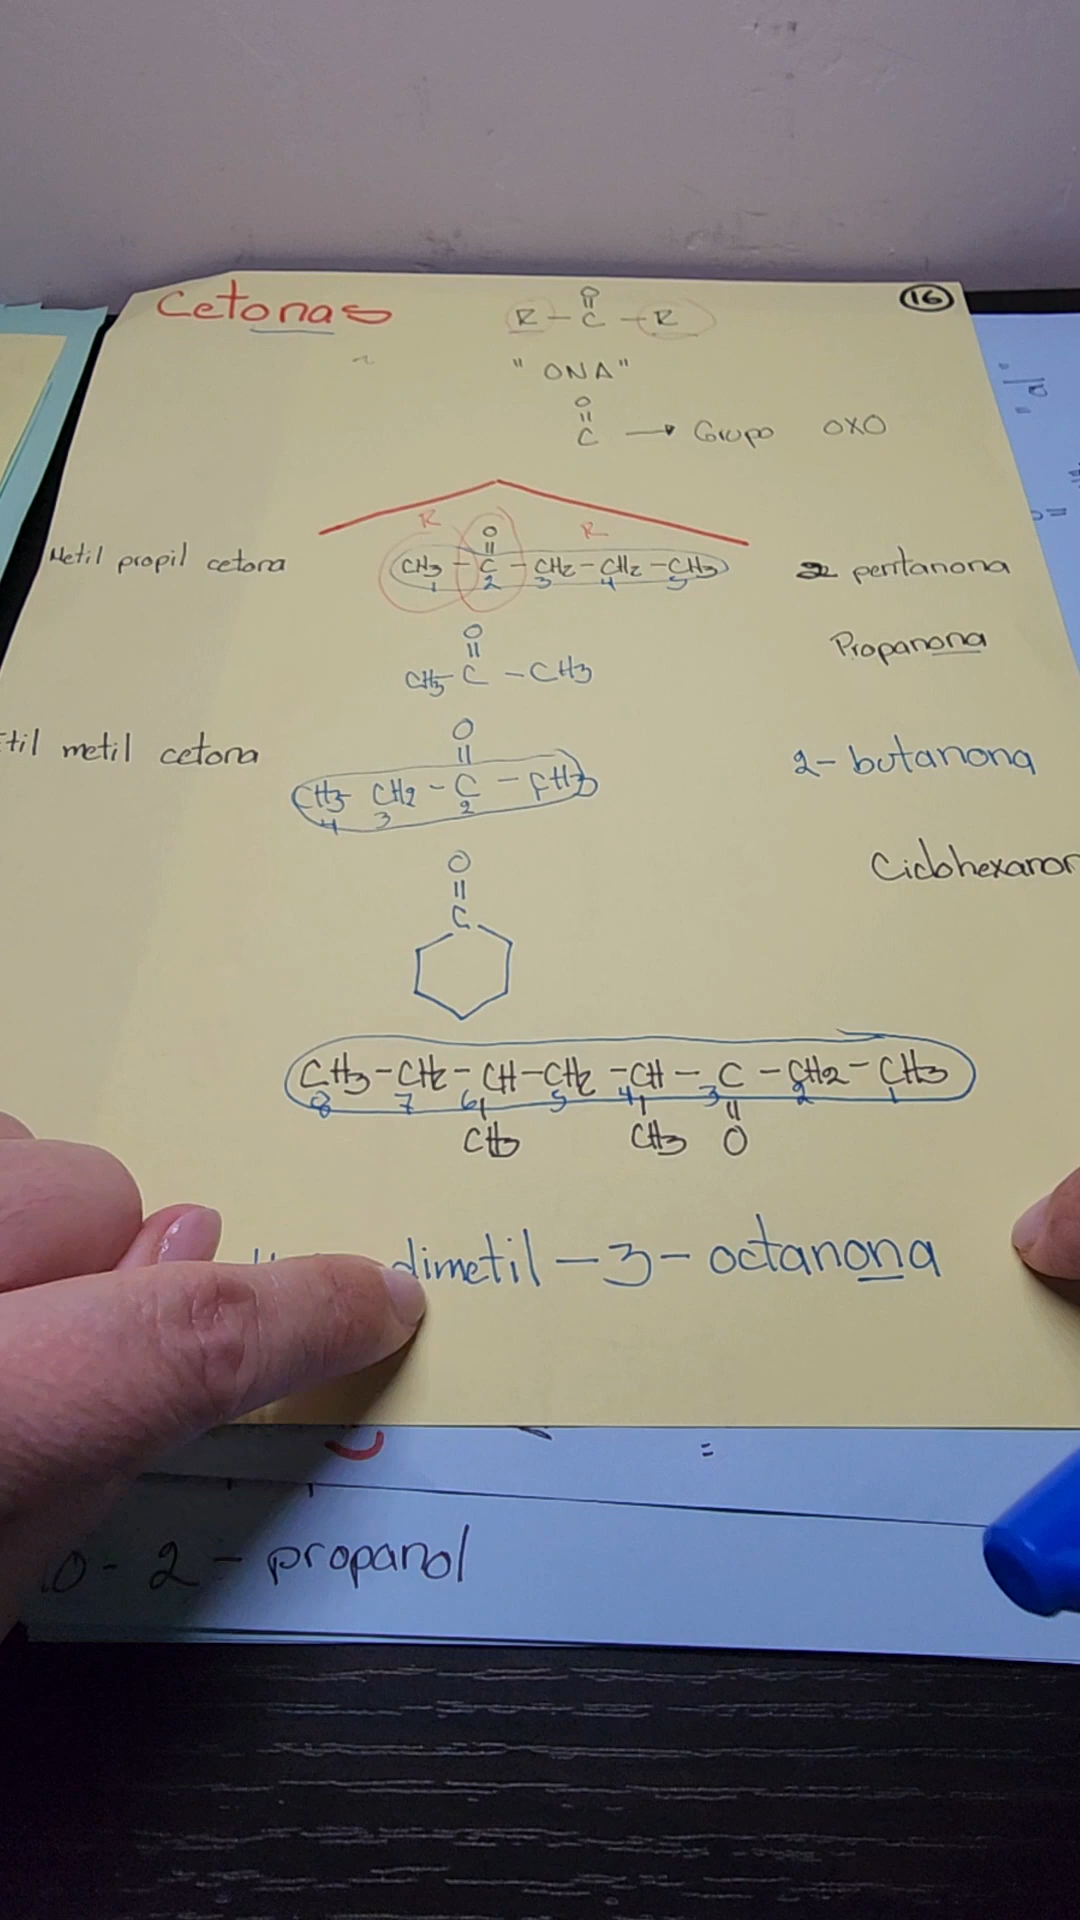 Cetonas
16
O
||
R - C - R
"ONA"
O
||
C → Grupo OXO
R R
Metil propil cetona
O
||
CH3 - C - CH2 - CH2 - CH3
1 2 3 4 5
2 pentanona
O
||
CH3 - C - CH3
Propanona
til metil cetona
O
||
CH3 CH2 - C - CH3
4 3 2
2- butanona
O
||
C
Ciclohexanon
CH3 - CH2 - CH - CH2 - CH - C - CH2 - CH3
8 7 6 5 4 3 2 1
CH3 CH3 O
dimetil - 3 - octanona
=
o - 2 - propanol